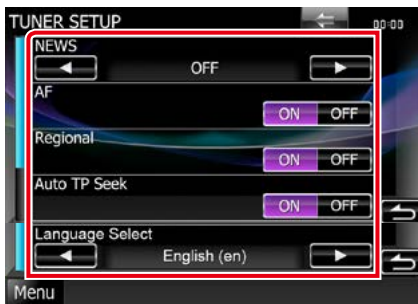 TUNER SETUP 00:00
NEWS
OFF
AF
ON OFF
Regional
ON OFF
Auto TP Seek
ON OFF
Language Select
English (en)
Menu